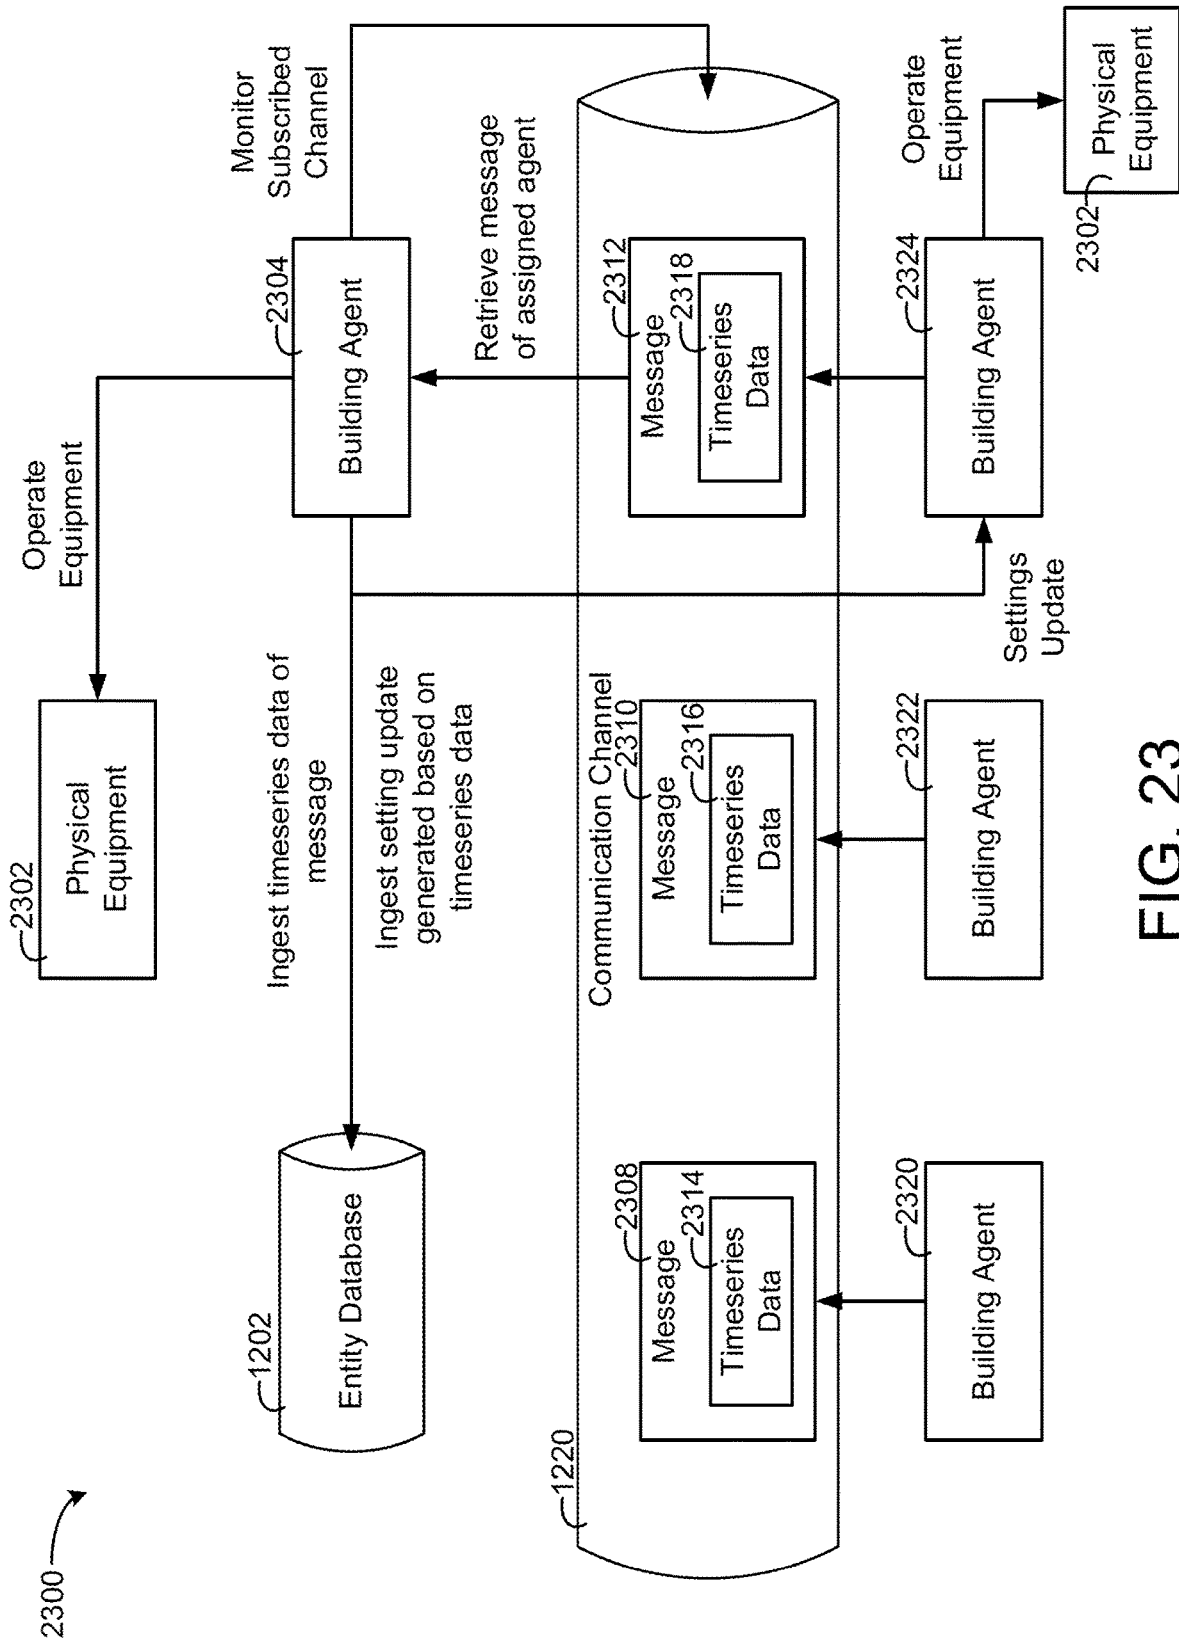 2300
2302
Physical
Equipment
Operate
Equipment
1202
Entity Database
Ingest timeseries data of
message
Ingest setting update
generated based on
timeseries data
2304
Building Agent
Monitor
Subscribed
Channel
Retrieve message
of assigned agent
1220
Communication Channel
2308
Message
2314
Timeseries
Data
2310
Message
2316
Timeseries
Data
2312
Message
2318
Timeseries
Data
2320
Building Agent
2322
Building Agent
Settings
Update
2324
Building Agent
Operate
Equipment
2302
Physical
Equipment
FIG. 23